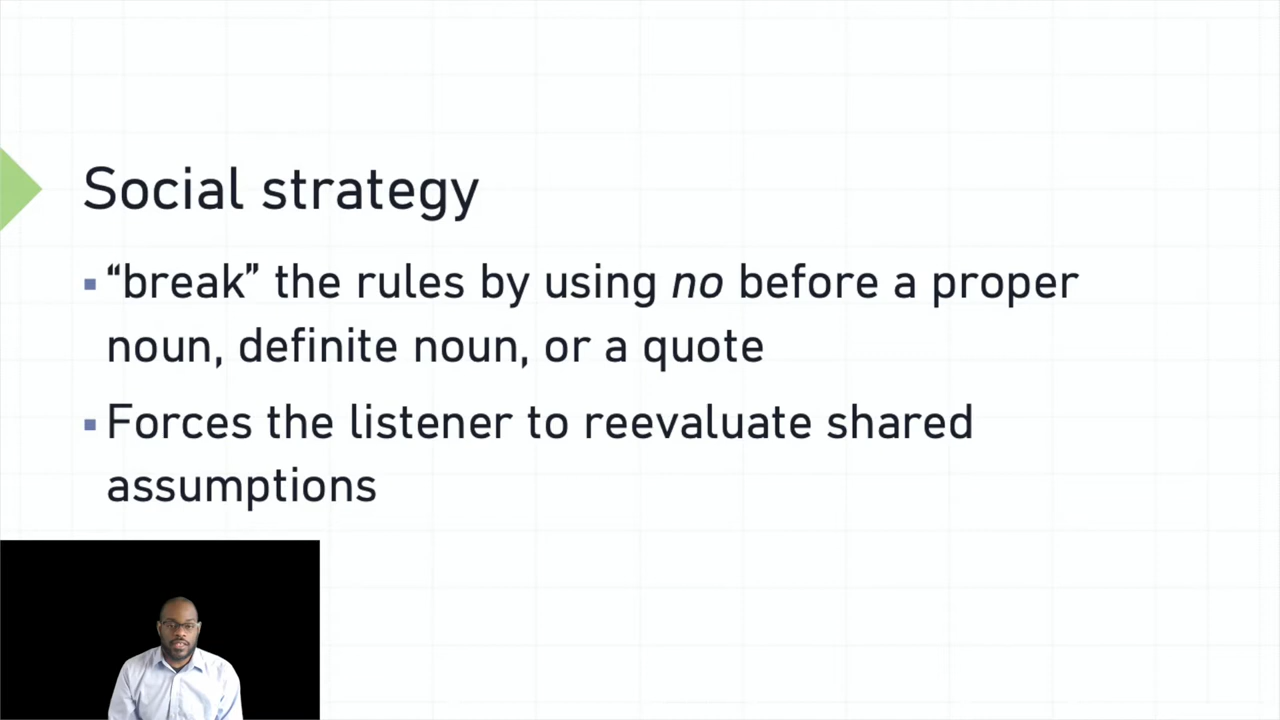 Social strategy
“break” the rules by using no before a proper
noun, definite noun, or a quote
Forces the listener to reevaluate shared
assumptions